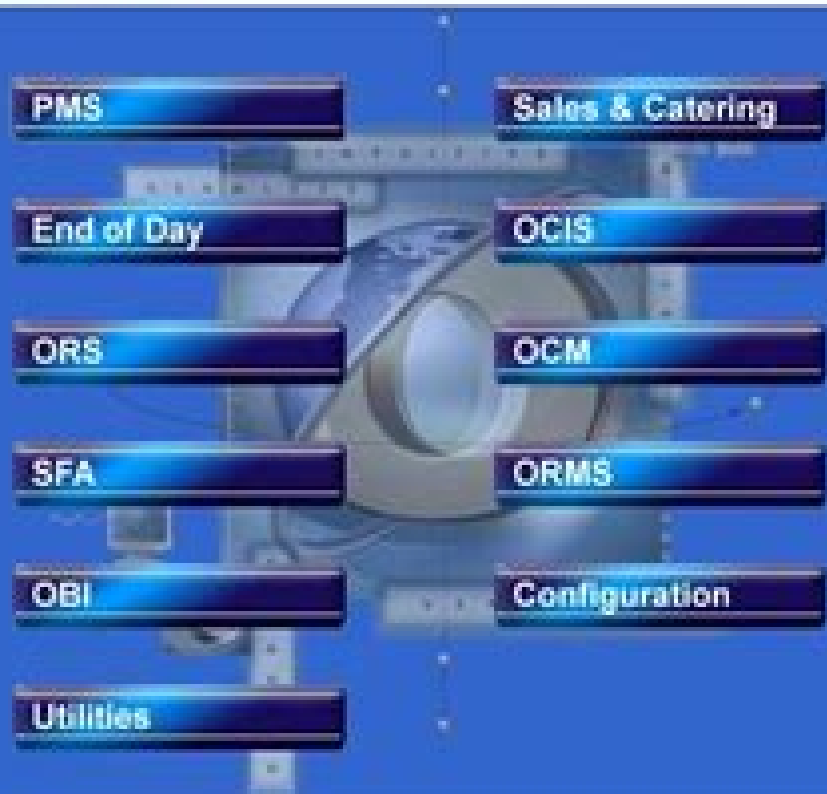 PMS
Sales & Catering
End of Day
OCIS
ORS
OCM
SFA
ORMS
OBI
Configuration
Utilities